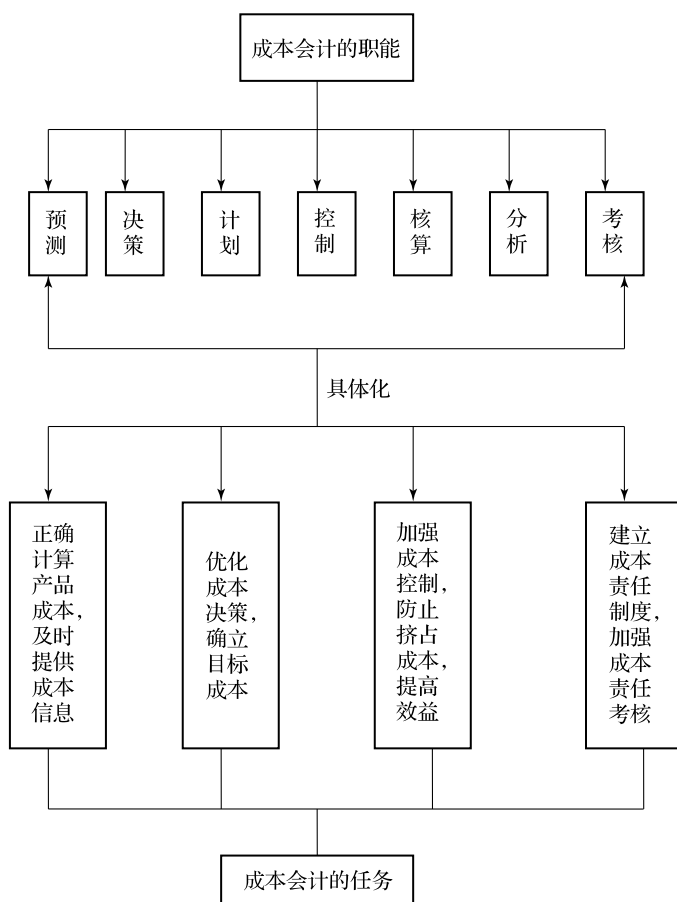 成本会计的职能
预
测
决
策
计
划
控
制
核
算
分
析
考
核
具体化
正确
计算
产品
成本，
及时
提供
成本
信息
优化
成本
决策，
确立
目标
成本
加强
成本
控制，
防止
挤占
成本，
提高
效益
建立
成本
责任
制度，
加强
成本
责任
考核
成本会计的任务